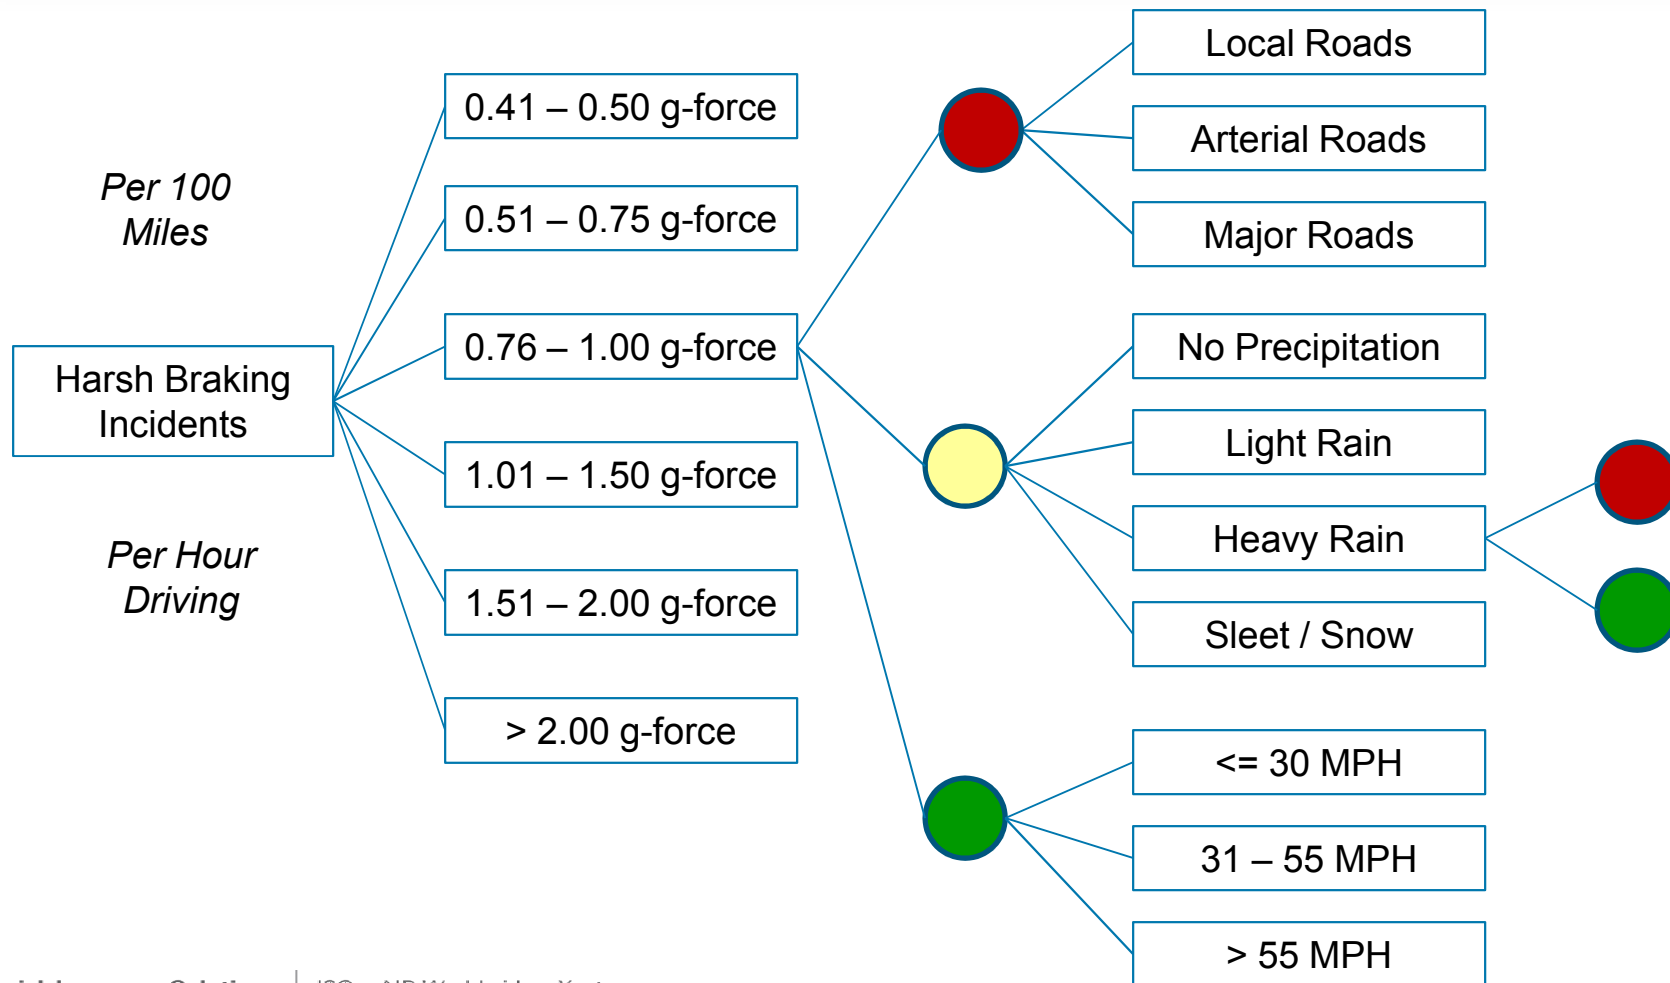 Per 100
Miles
Harsh Braking
Incidents
Per Hour
Driving
0.41 – 0.50 g-force
0.51 – 0.75 g-force
0.76 – 1.00 g-force
1.01 – 1.50 g-force
1.51 – 2.00 g-force
> 2.00 g-force
Local Roads
Arterial Roads
Major Roads
No Precipitation
Light Rain
Heavy Rain
Sleet / Snow
<= 30 MPH
31 – 55 MPH
> 55 MPH